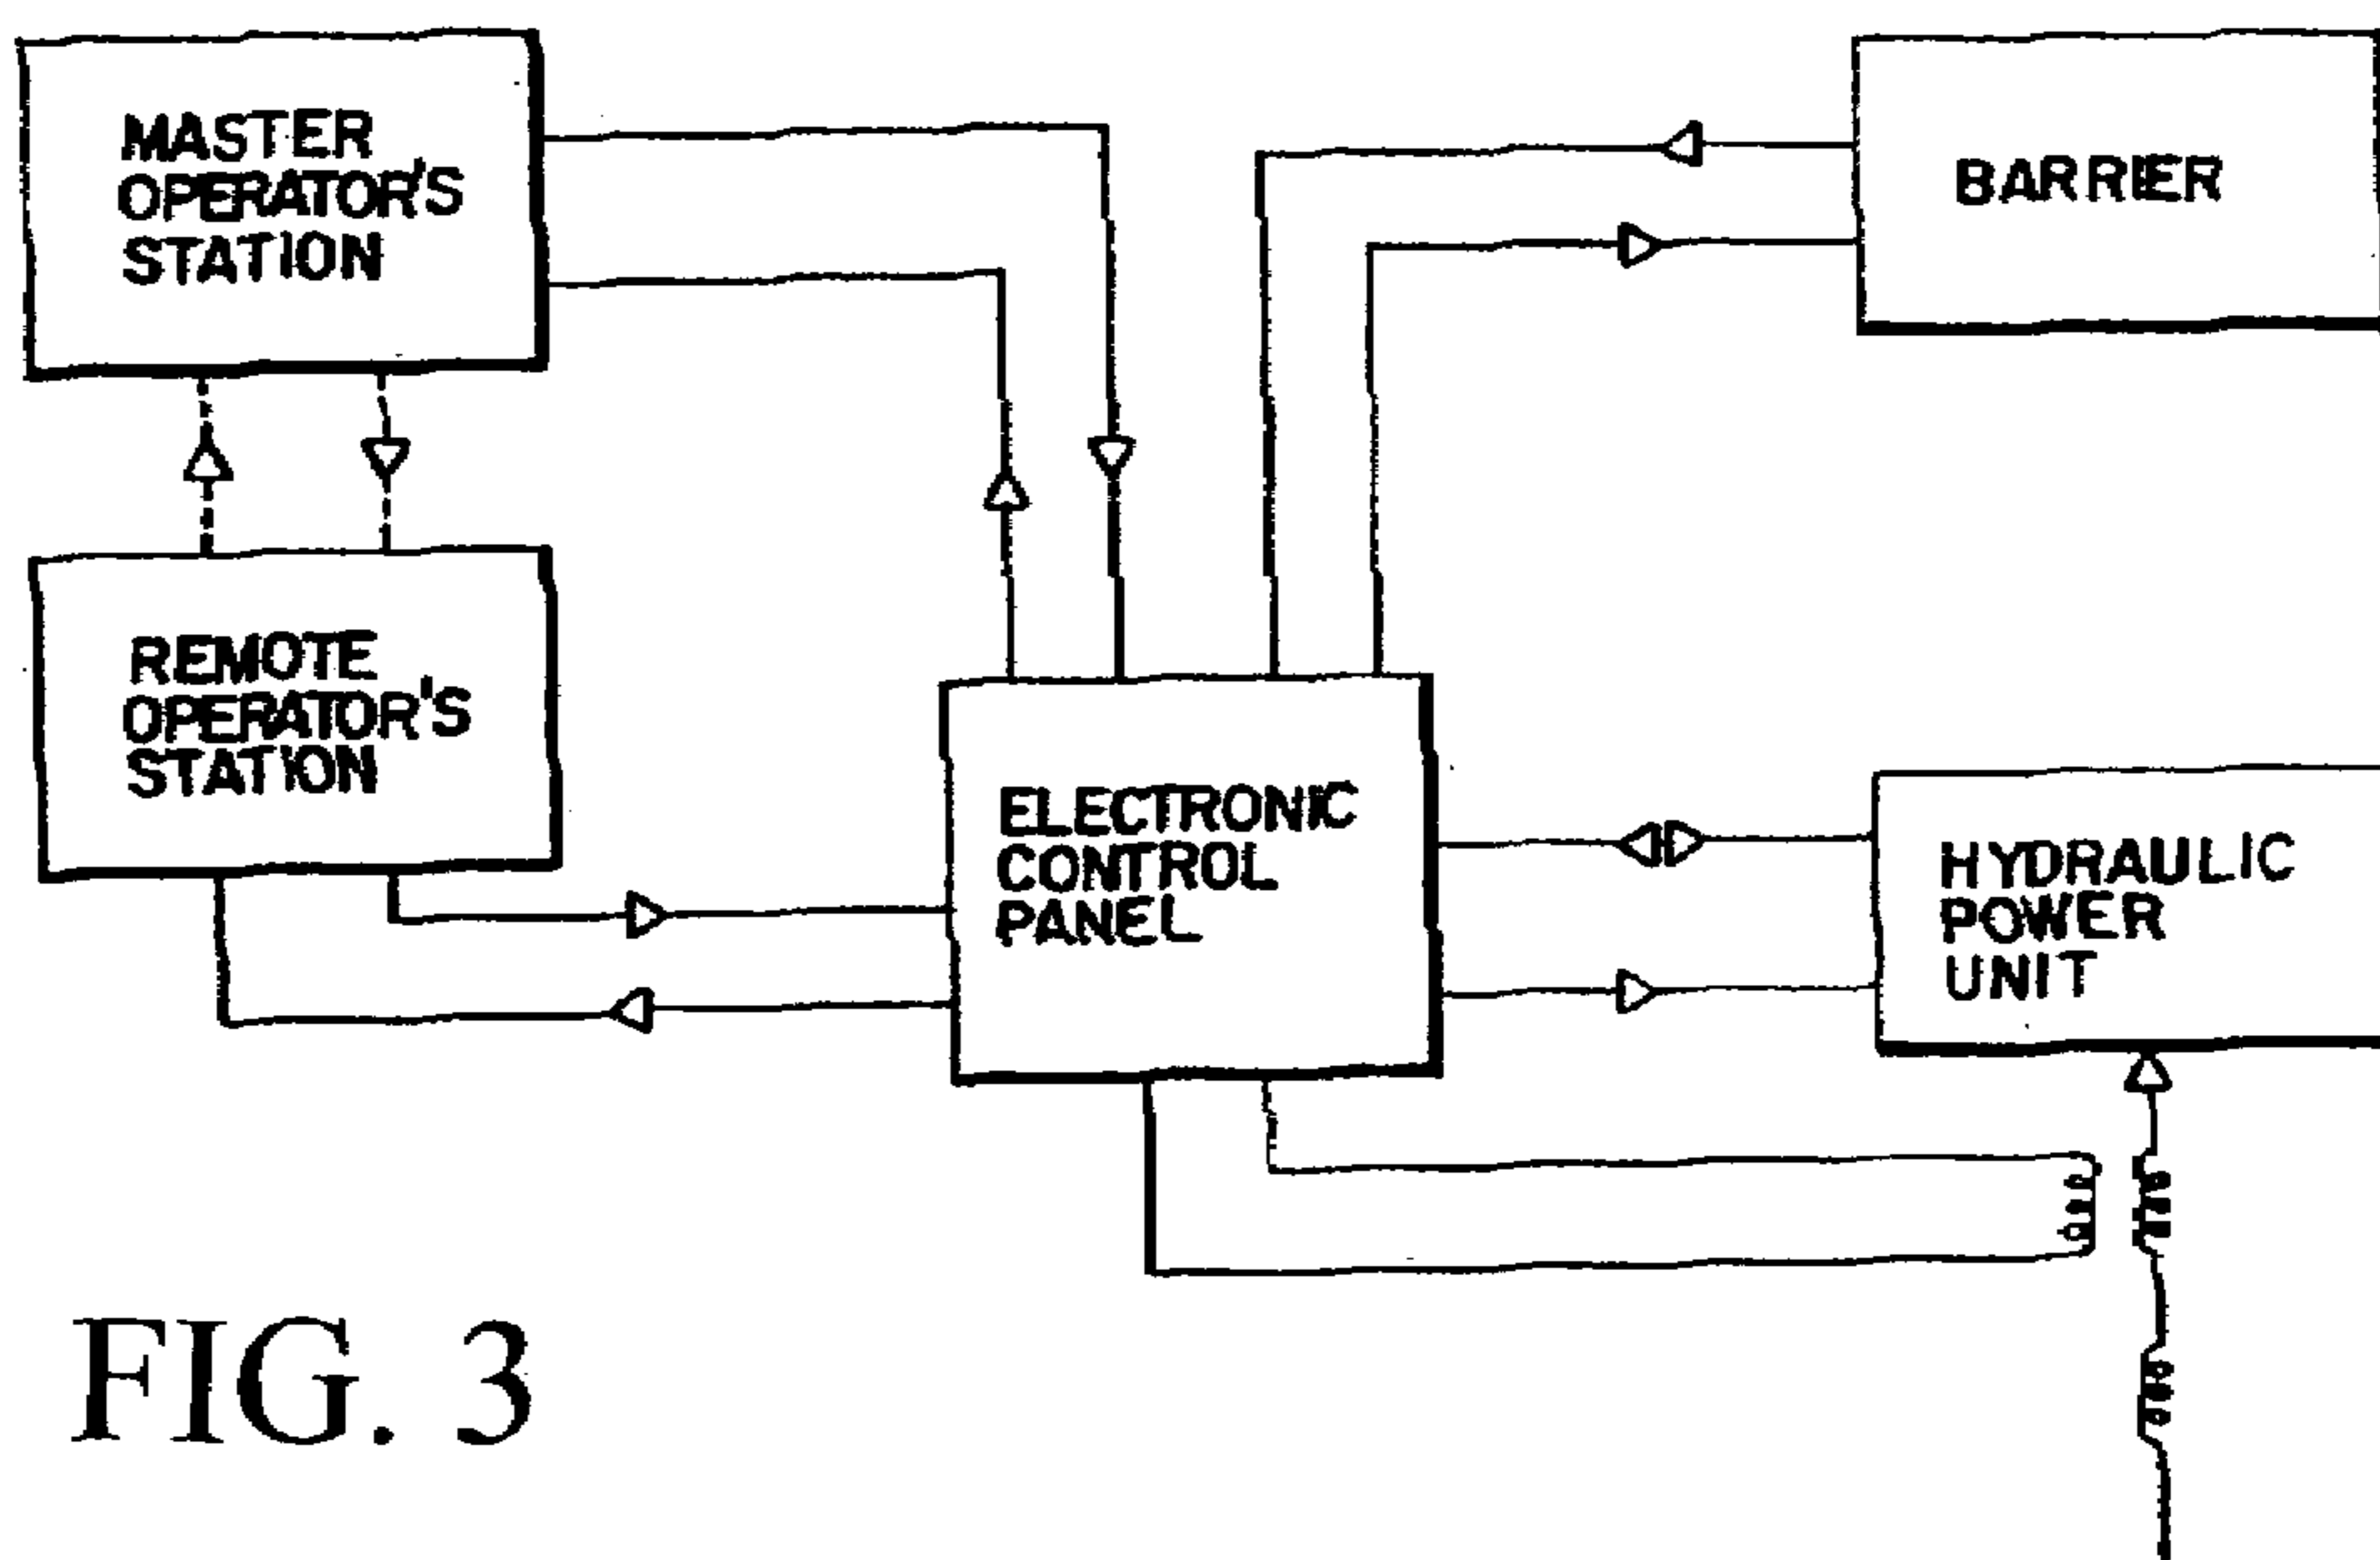 MASTER
OPERATOR'S
STATION
BARRIER
REMOTE
OPERATOR'S
STATION
ELECTRONIC
CONTROL
PANEL
HYDRAULIC
POWER
UNIT
FIG. 3